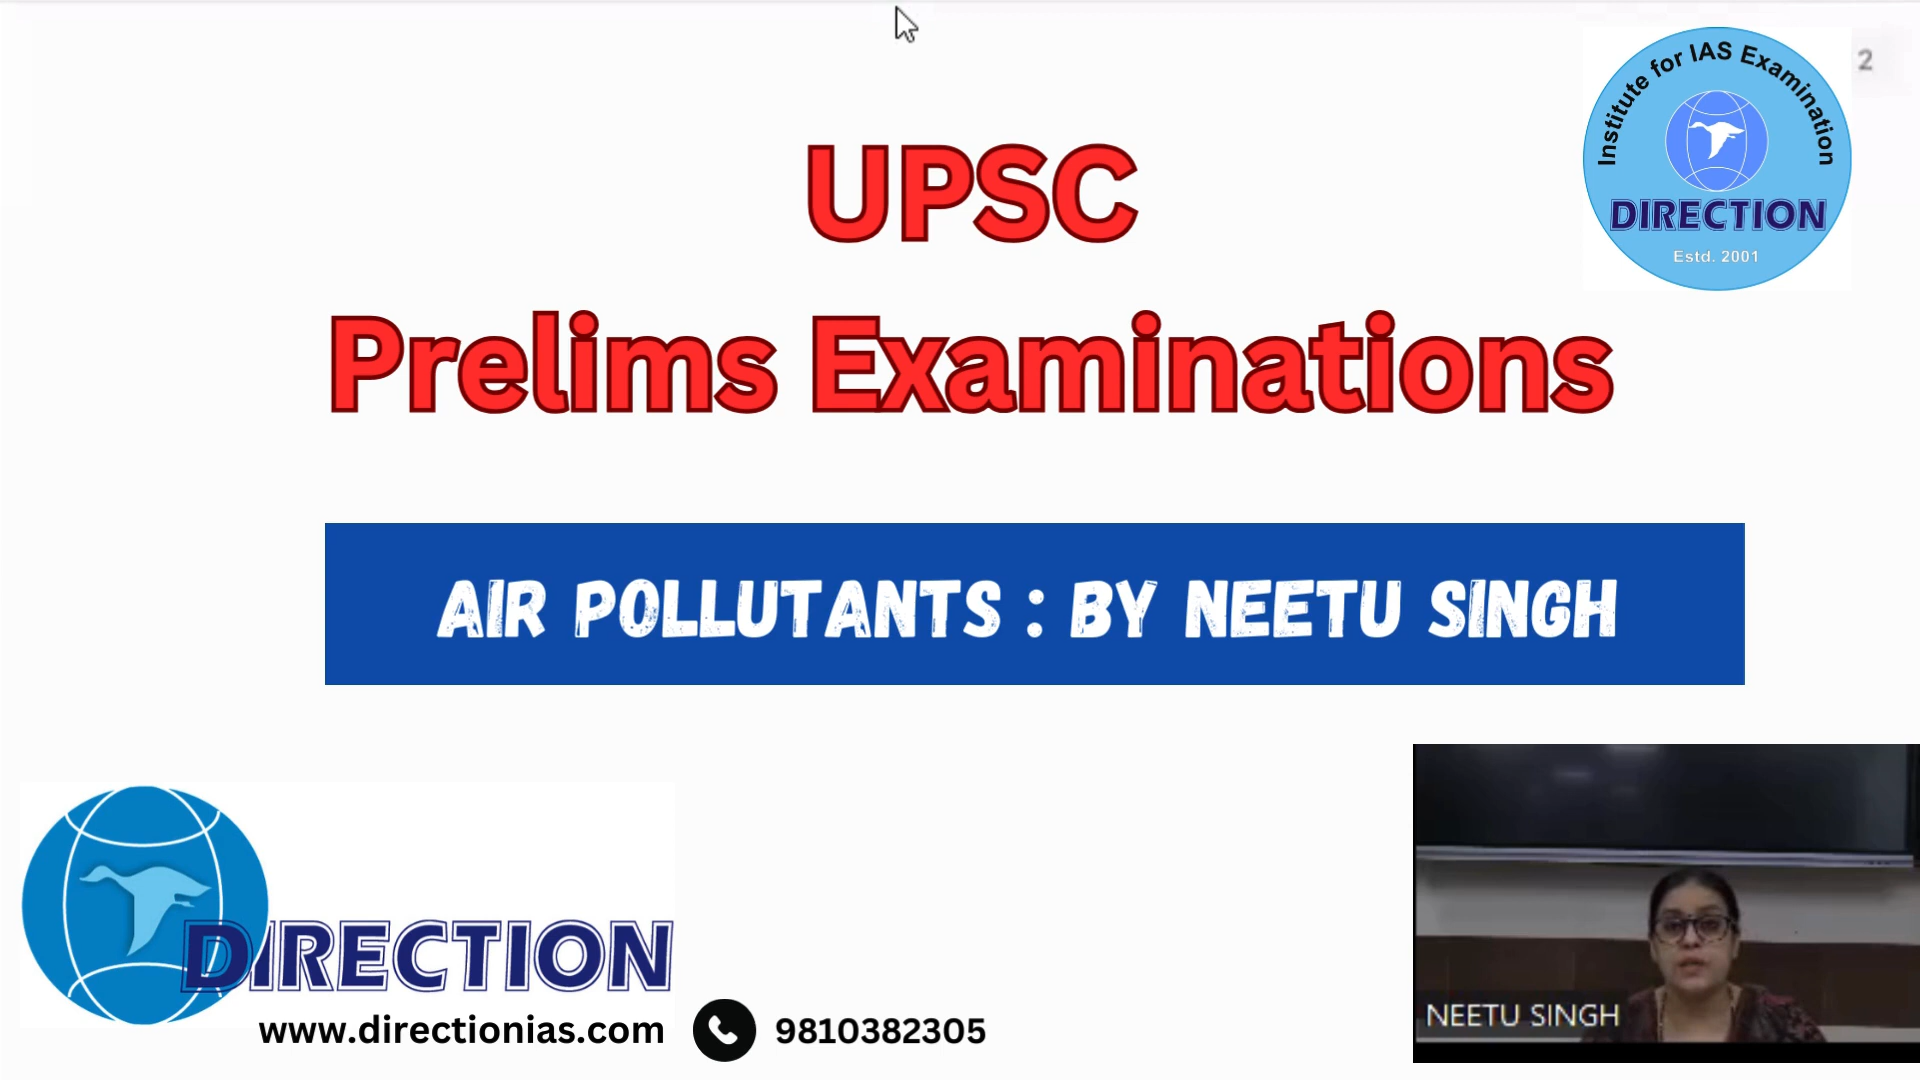 2
Institute for IAS Examination
DIRECTION
Estd. 2001
UPSC
Prelims Examinations
AIR POLLUTANTS : BY NEETU SINGH
DIRECTION
www.directionias.com
9810382305
NEETU SINGH